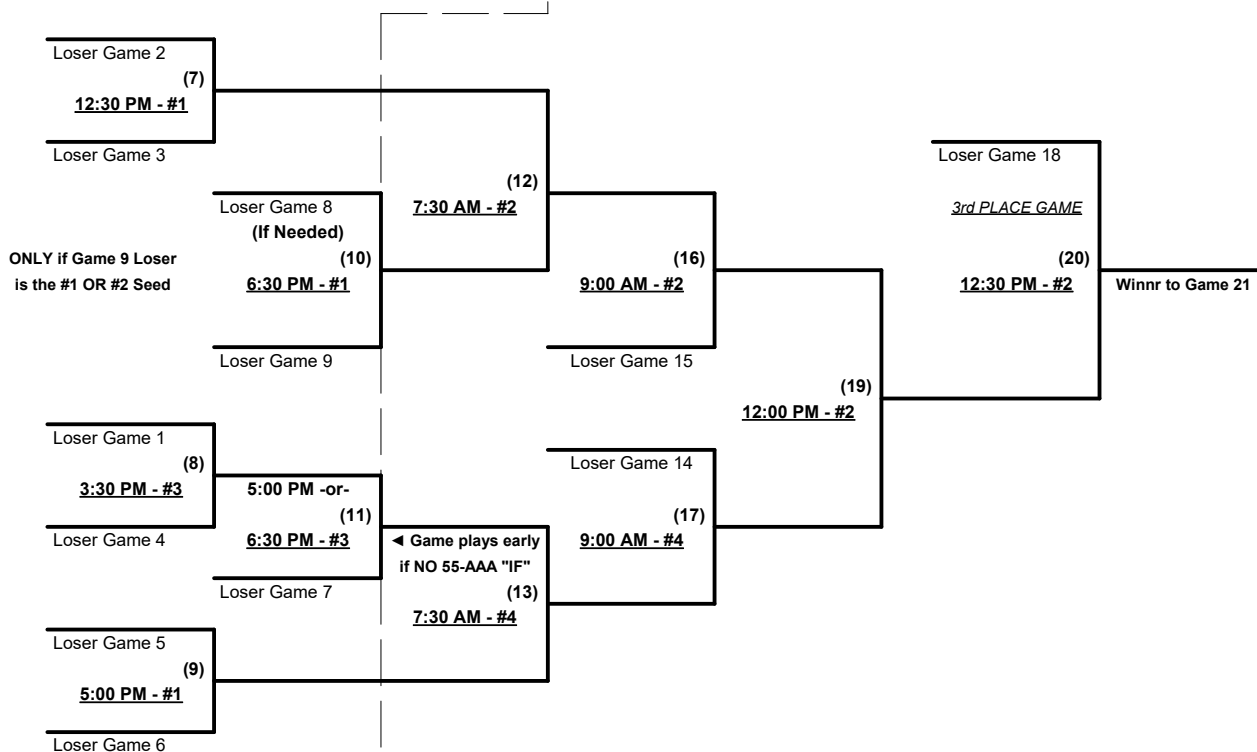 Loser Game 2
(7)
12:30 PM - #1
Loser Game 3
Loser Game 8
(If Needed)
(10)
6:30 PM - #1
Loser Game 9
ONLY if Game 9 Loser
is the #1 OR #2 Seed
(12)
7:30 AM - #2
(16)
9:00 AM - #2
Loser Game 15
Loser Game 18
3rd PLACE GAME
(20)
12:30 PM - #2
Winnr to Game 21
(19)
12:00 PM - #2
Loser Game 1
(8)
3:30 PM - #3
Loser Game 4
5:00 PM -or-
(11)
6:30 PM - #3
Loser Game 7
◄ Game plays early
if NO 55-AAA "IF"
(13)
7:30 AM - #4
Loser Game 14
(17)
9:00 AM - #4
Loser Game 5
(9)
5:00 PM - #1
Loser Game 6